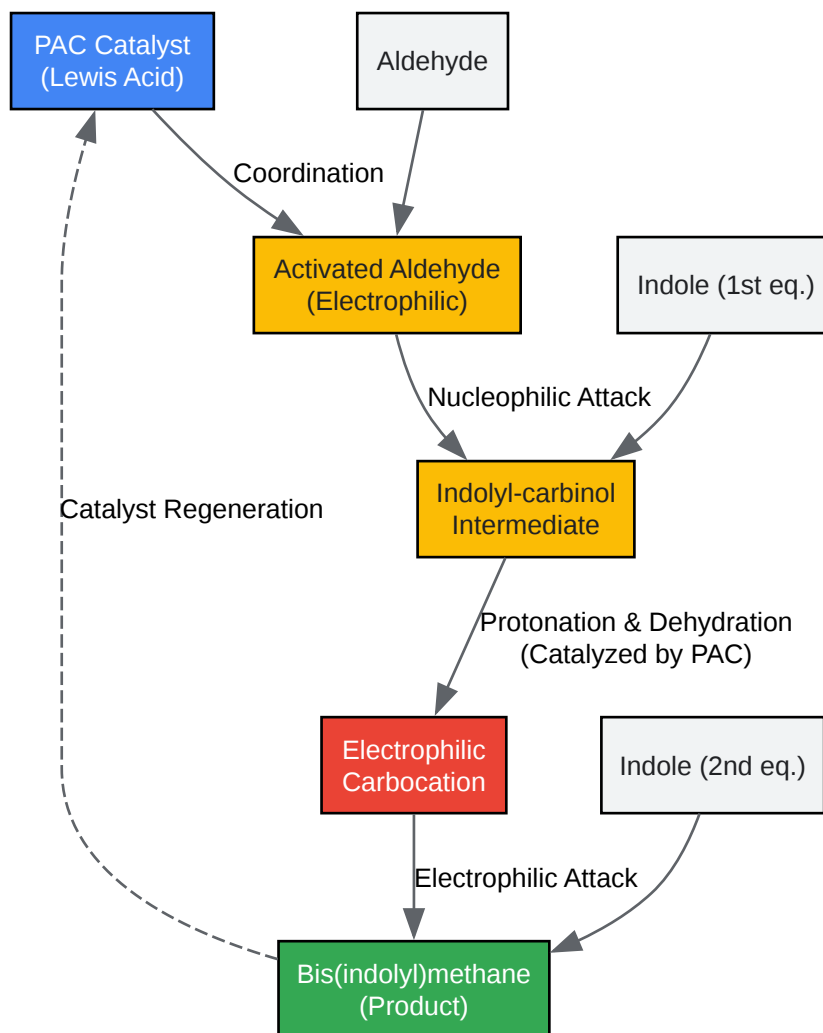 PAC Catalyst
(Lewis Acid)
Aldehyde
Coordination
Activated Aldehyde
(Electrophilic)
Indole (1st eq.)
Nucleophilic Attack
Indolyl-carbinol
Intermediate
Catalyst Regeneration
Protonation & Dehydration
(Catalyzed by PAC)
Electrophilic
Carbocation
Indole (2nd eq.)
Electrophilic Attack
Bis(indolyl)methane
(Product)